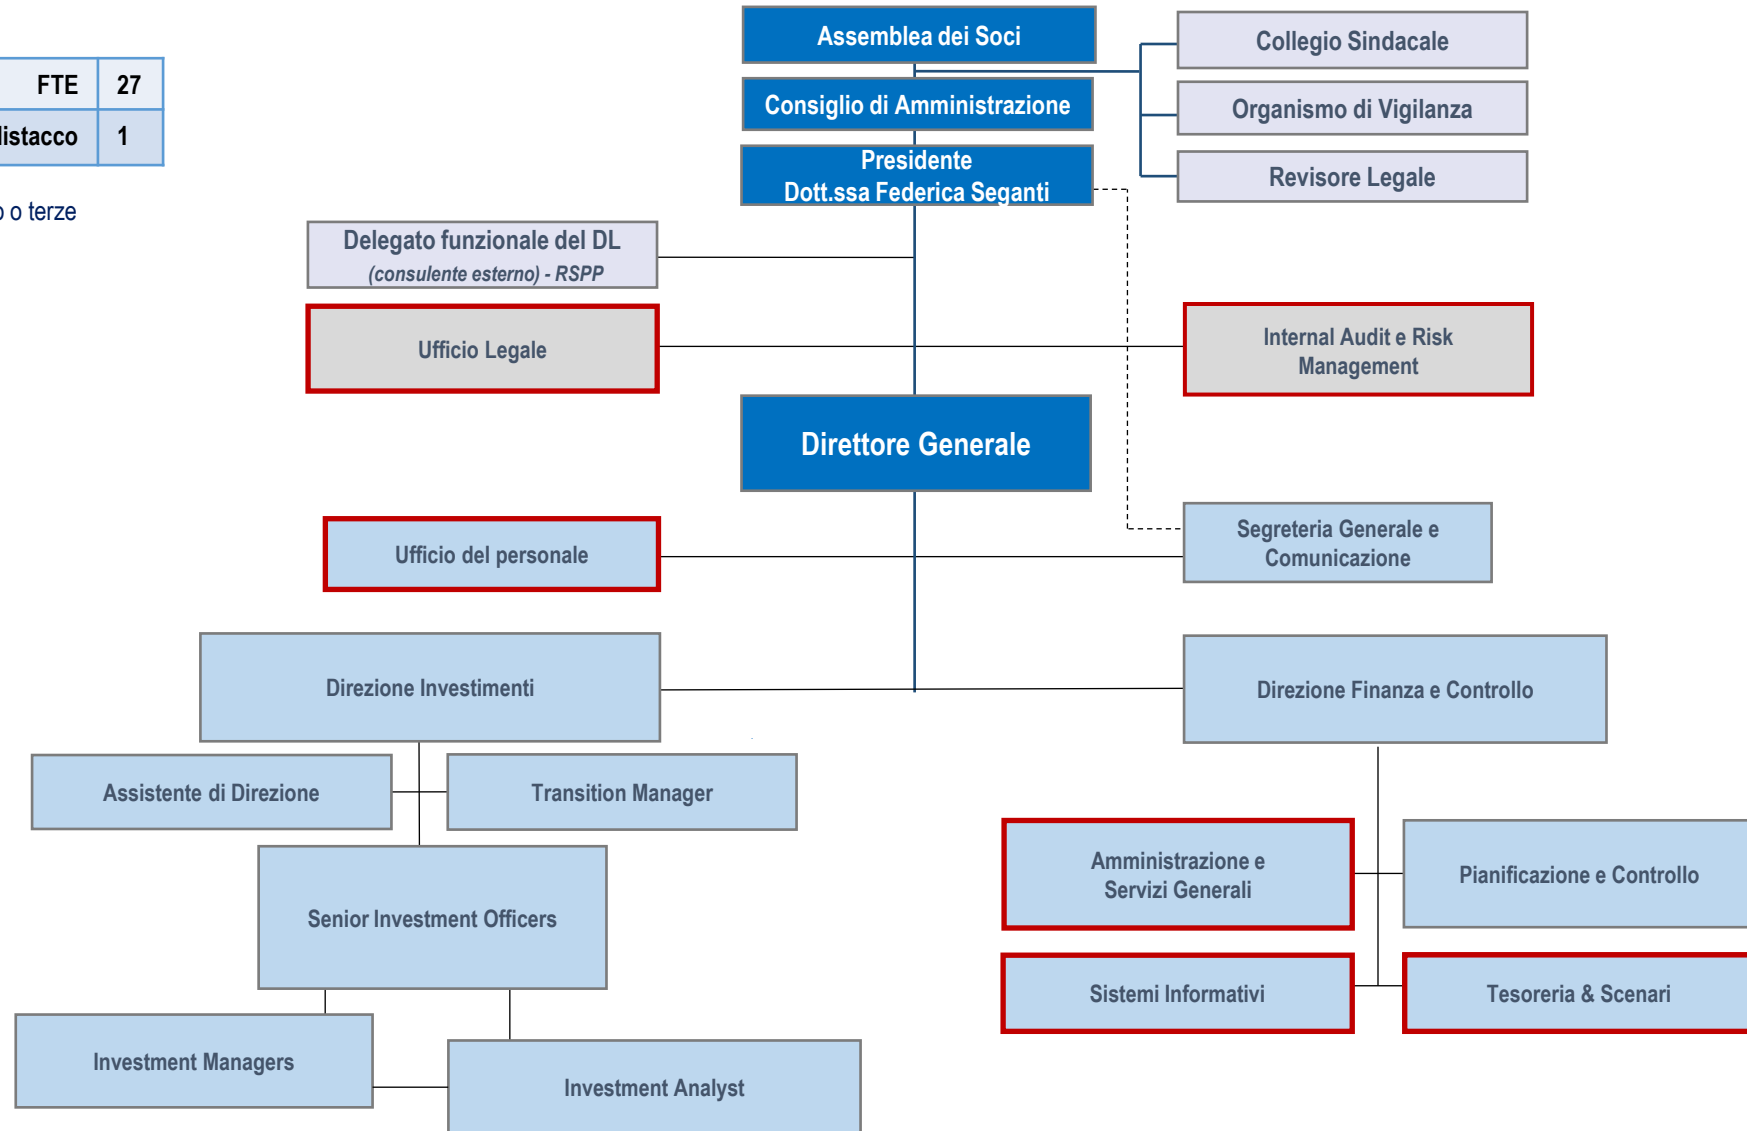 Assemblea dei Soci
Collegio Sindacale
FTE 27
Consiglio di Amministrazione
Organismo di Vigilanza
distacco 1
Presidente
Dott.ssa Federica Seganti
Revisore Legale
o terze
Delegato funzionale del DL
(consulente esterno) - RSPP
Ufficio Legale
Internal Audit e Risk
Management
Direttore Generale
Ufficio del personale
Segreteria Generale e
Comunicazione
Direzione Investimenti
Direzione Finanza e Controllo
Assistente di Direzione
Transition Manager
Amministrazione e
Servizi Generali
Pianificazione e Controllo
Senior Investment Officers
Sistemi Informativi
Tesoreria & Scenari
Investment Managers
Investment Analyst